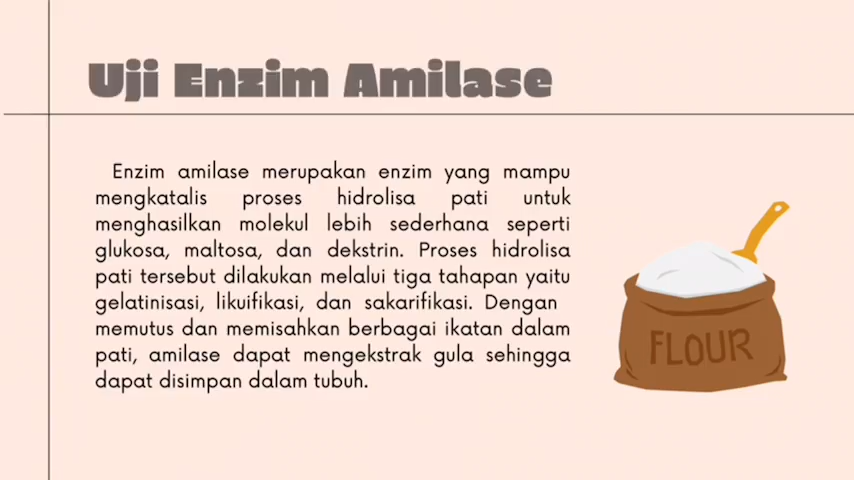 Uji Enzim Amilase
Enzim amilase merupakan enzim yang mampu
mengkatalis proses hidrolisa pati untuk
menghasilkan molekul lebih sederhana seperti
glukosa, maltosa, dan dekstrin. Proses hidrolisa
pati tersebut dilakukan melalui tiga tahapan yaitu
gelatinisasi, likuifikasi, dan sakarifikasi. Dengan
memutus dan memisahkan berbagai ikatan dalam
pati, amilase dapat mengekstrak gula sehingga
dapat disimpan dalam tubuh.
FLOUR